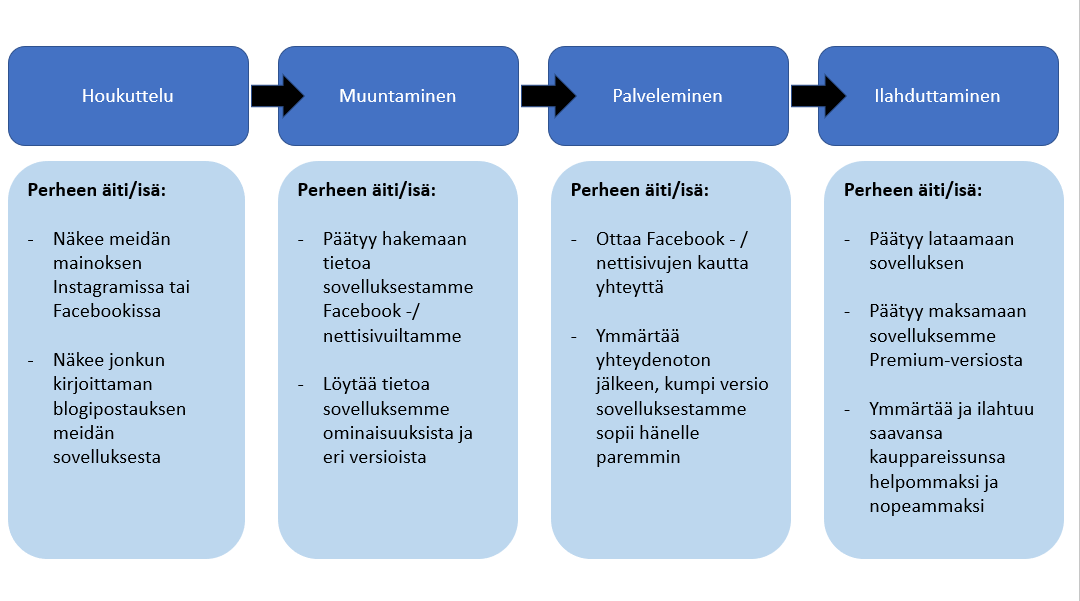 Houkuttelu
Muuntaminen
Palveleminen
Ilahduttaminen
Perheen äiti/isä:
- Näkee meidän
mainoksen
Instagramissa tai
Facebookissa
- Näkee jonkun
kirjoittaman
blogipostauksen
meidän
sovelluksesta
Perheen äiti/isä:
- Päätyy hakemaan
tietoa
sovelluksestamme
Facebook -/
nettisivuiltamme
- Löytää tietoa
sovelluksemme
ominaisuuksista ja
eri versioista
Perheen äiti/isä:
- Ottaa Facebook - /
nettisivujen kautta
yhteyttä
- Ymmärtää
yhteydenoton
jälkeen, kumpi versio
sovelluksestamme
sopii hänelle
paremmin
Perheen äiti/isä:
- Päätyy lataamaan
sovelluksen
- Päätyy maksamaan
sovelluksemme
Premium-versiosta
- Ymmärtää ja ilahtuu
saavansa
kauppareissunsa
helpommaksi ja
nopeammaksi